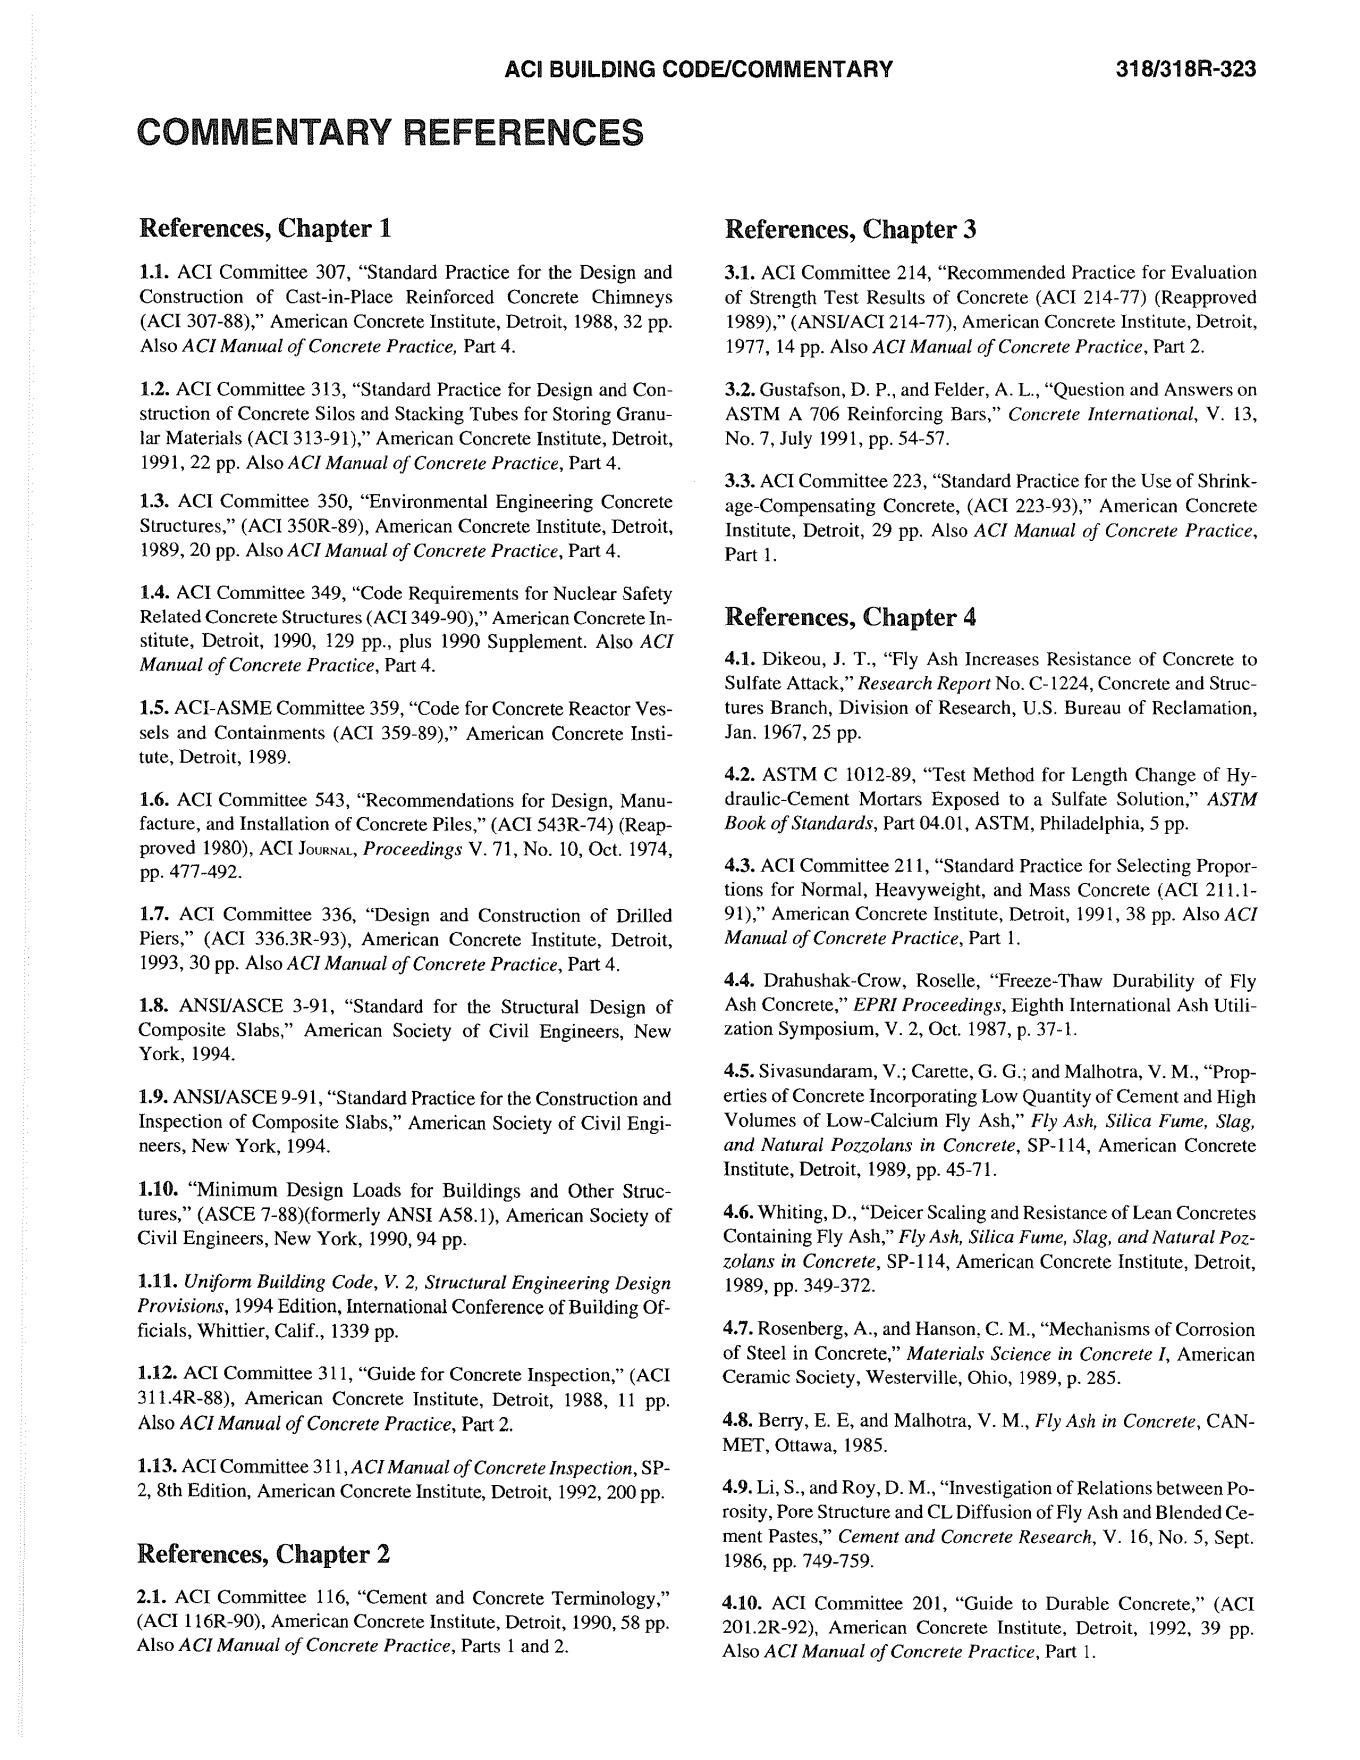 ACI BUILDING CODE/COMMENTARY 318/318R-323
COMMENTARY REFERENCES
References, Chapter 1
1.1. ACI Committee 307, “Standard Practice for the Design and
Construction of Cast-in-Place Reinforced Concrete Chimneys
(ACI 307-88),” American Concrete Institute, Detroit, 1988, 32 pp.
Also ACI Manual of Concrete Practice, Part 4.
1.2. ACI Committee 313, “Standard Practice for Design and Con-
struction of Concrete Silos and Stacking Tubes for Storing Granu-
lar Materials (ACI 313-91),” American Concrete Institute, Detroit,
1991, 22 pp. Also ACI Manual of Concrete Practice, Part 4.
1.3. ACI Committee 350, “Environmental Engineering Concrete
Structures,” (ACI 350R-89), American Concrete Institute, Detroit,
1989, 20 pp. Also ACI Manual of Concrete Practice, Part 4.
1.4. ACI Committee 349, “Code Requirements for Nuclear Safety
Related Concrete Structures (ACI 349-90),” American Concrete In-
stitute, Detroit, 1990, 129 pp., plus 1990 Supplement. Also ACI
Manual of Concrete Practice, Part 4.
1.5. ACI-ASME Committee 359, “Code for Concrete Reactor Ves-
sels and Containments (ACI 359-89),” American Concrete Insti-
tute, Detroit, 1989.
1.6. ACI Committee 543, “Recommendations for Design, Manu-
facture, and Installation of Concrete Piles,” (ACI 543R-74) (Reap-
proved 1980), ACI JOURNAL, Proceedings V. 71, No. 10, Oct. 1974,
pp. 477-492.
1.7. ACI Committee 336, “Design and Construction of Drilled
Piers,” (ACI 336.3R-93), American Concrete Institute, Detroit,
1993, 30 pp. Also ACI Manual of Concrete Practice, Part 4.
1.8. ANSI/ASCE 3-91, “Standard for the Structural Design of
Composite Slabs,” American Society of Civil Engineers, New
York, 1994.
1.9. ANSI/ASCE 9-91, “Standard Practice for the Construction and
Inspection of Composite Slabs,” American Society of Civil Engi-
neers, New York, 1994.
1.10. “Minimum Design Loads for Buildings and Other Struc-
tures,” (ASCE 7-88)(formerly ANSI A58.1), American Society of
Civil Engineers, New York, 1990, 94 pp.
1.11. Uniform Building Code, V. 2, Structural Engineering Design
Provisions, 1994 Edition, International Conference of Building Of-
ficials, Whittier, Calif., 1339 pp.
1.12. ACI Committee 311, “Guide for Concrete Inspection,” (ACI
311.4R-88), American Concrete Institute, Detroit, 1988, 11 pp.
Also ACI Manual of Concrete Practice, Part 2.
1.13. ACI Committee 311, ACI Manual of Concrete Inspection, SP-
2, 8th Edition, American Concrete Institute, Detroit, 1992, 200 pp.
References, Chapter 2
2.1. ACI Committee 116, “Cement and Concrete Terminology,”
(ACI 116R-90), American Concrete Institute, Detroit, 1990, 58 pp.
Also ACI Manual of Concrete Practice, Parts 1 and 2.
References, Chapter 3
3.1. ACI Committee 214, “Recommended Practice for Evaluation
of Strength Test Results of Concrete (ACI 214-77) (Reapproved
1989),” (ANSI/ACI 214-77), American Concrete Institute, Detroit,
1977, 14 pp. Also ACI Manual of Concrete Practice, Part 2.
3.2. Gustafson, D. P., and Felder, A. L., “Question and Answers on
ASTM A 706 Reinforcing Bars,” Concrete International, V. 13,
No. 7, July 1991, pp. 54-57.
3.3. ACI Committee 223, “Standard Practice for the Use of Shrink-
age-Compensating Concrete, (ACI 223-93),” American Concrete
Institute, Detroit, 29 pp. Also ACI Manual of Concrete Practice,
Part 1.
References, Chapter 4
4.1. Dikeou, J. T., “Fly Ash Increases Resistance of Concrete to
Sulfate Attack,” Research Report No. C-1224, Concrete and Struc-
tures Branch, Division of Research, U.S. Bureau of Reclamation,
Jan. 1967, 25 pp.
4.2. ASTM C 1012-89, “Test Method for Length Change of Hy-
draulic-Cement Mortars Exposed to a Sulfate Solution,” ASTM
Book of Standards, Part 04.01, ASTM, Philadelphia, 5 pp.
4.3. ACI Committee 211, “Standard Practice for Selecting Propor-
tions for Normal, Heavyweight, and Mass Concrete (ACI 211.1-
91),” American Concrete Institute, Detroit, 1991, 38 pp. Also ACI
Manual of Concrete Practice, Part 1.
4.4. Drahushak-Crow, Roselle, “Freeze-Thaw Durability of Fly
Ash Concrete,” EPRI Proceedings, Eighth International Ash Utili-
zation Symposium, V. 2, Oct. 1987, p. 37-1.
4.5. Sivasundaram, V.; Carette, G. G.; and Malhotra, V. M., “Prop-
erties of Concrete Incorporating Low Quantity of Cement and High
Volumes of Low-Calcium Fly Ash,” Fly Ash, Silica Fume, Slag,
and Natural Pozzolans in Concrete, SP-114, American Concrete
Institute, Detroit, 1989, pp. 45-71.
4.6. Whiting, D., “Deicer Scaling and Resistance of Lean Concretes
Containing Fly Ash,” Fly Ash, Silica Fume, Slag, and Natural Poz-
zolans in Concrete, SP-114, American Concrete Institute, Detroit,
1989, pp. 349-372.
4.7. Rosenberg, A., and Hanson, C. M., “Mechanisms of Corrosion
of Steel in Concrete,” Materials Science in Concrete I, American
Ceramic Society, Westerville, Ohio, 1989, p. 285.
4.8. Berry, E. E, and Malhotra, V. M., Fly Ash in Concrete, CAN-
MET, Ottawa, 1985.
4.9. Li, S., and Roy, D. M., “Investigation of Relations between Po-
rosity, Pore Structure and CL Diffusion of Fly Ash and Blended Ce-
ment Pastes,” Cement and Concrete Research, V. 16, No. 5, Sept.
1986, pp. 749-759.
4.10. ACI Committee 201, “Guide to Durable Concrete,” (ACI
201.2R-92), American Concrete Institute, Detroit, 1992, 39 pp.
Also ACI Manual of Concrete Practice, Part 1.